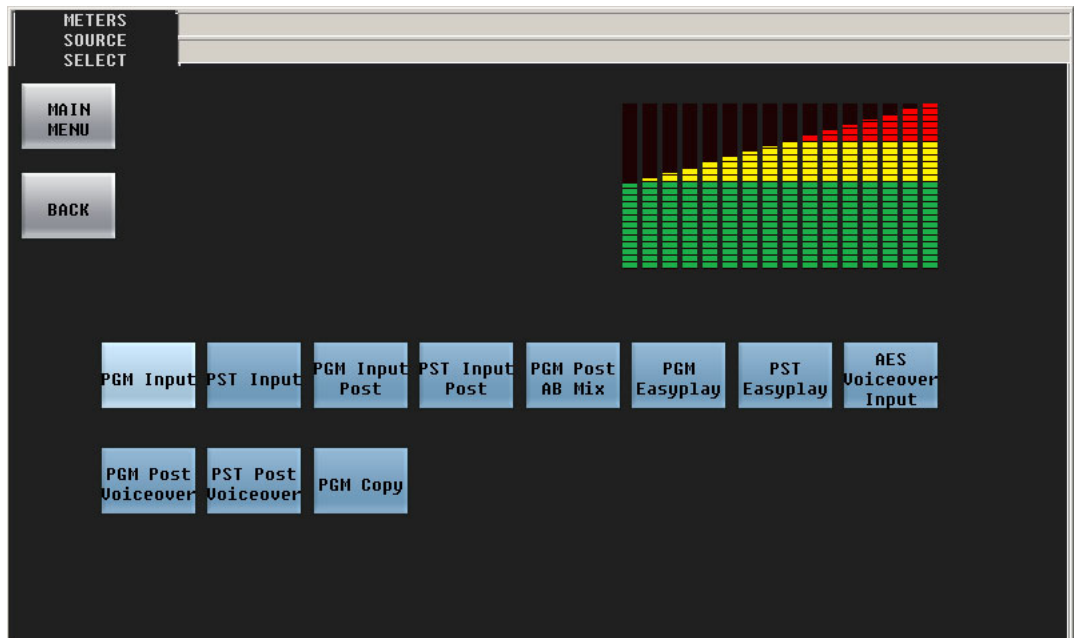 METERS
SOURCE
SELECT
MAIN
MENU
BACK
PGM Input
PST Input
PGM Input
Post
PST Input
Post
PGM Post
AB Mix
PGM
Easyplay
PST
Easyplay
AES
Voiceover
Input
PGM Post
Voiceover
PST Post
Voiceover
PGM Copy